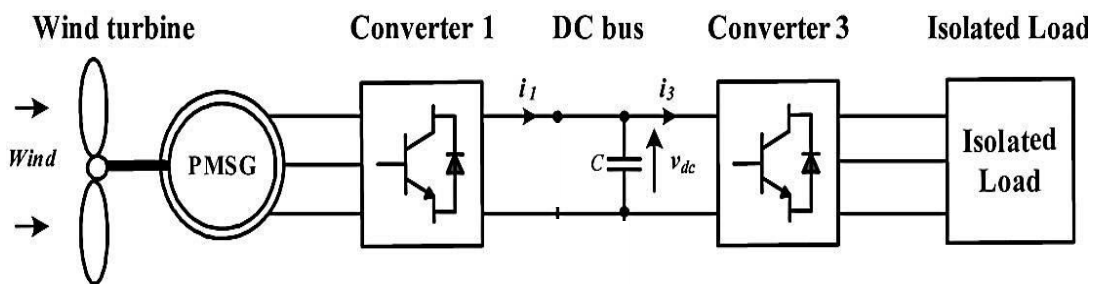 Wind turbine
Converter 1
DC bus
Converter 3
Isolated Load
i1
i3
Wind
PMSG
C
vdc
Isolated
Load